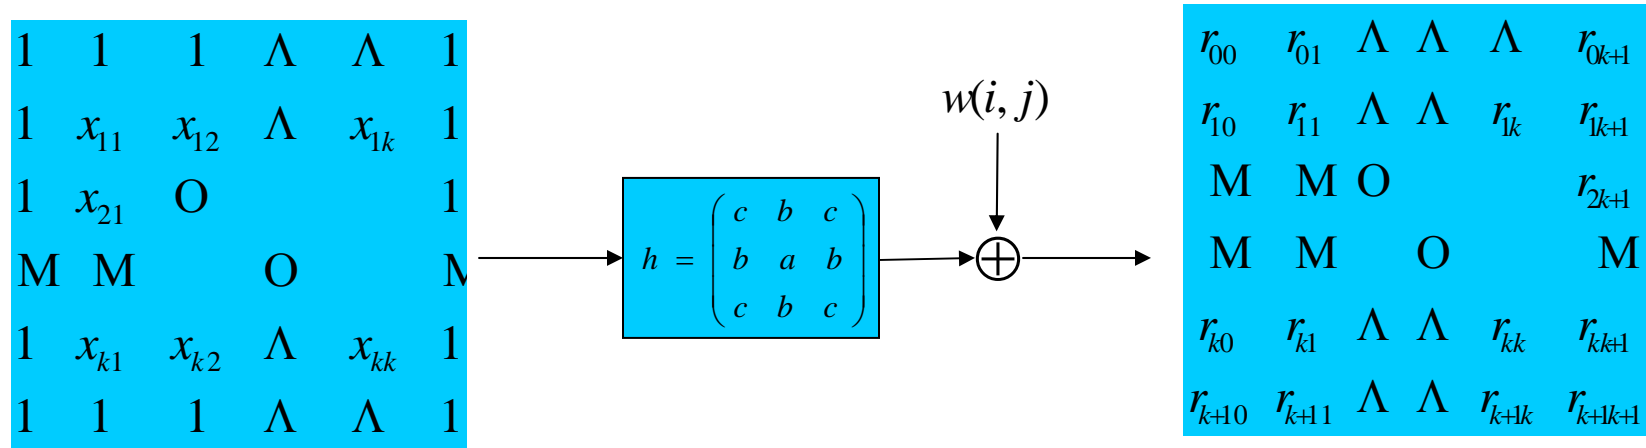 1 1 1 Λ Λ 1
1 x11 x12 Λ x1k 1
1 x21 O 1
M M O M
1 xk1 xk2 Λ xkk 1
1 1 1 Λ Λ 1
w(i, j)
h = ( c b c
b a b
c b c )
r00 r01 Λ Λ Λ r0k+1
r10 r11 Λ Λ r1k r1k+1
M M O r2k+1
M M O M
rk0 rk1 Λ Λ rkk rkk+1
rk+10 rk+11 Λ Λ rk+1k rk+1k+1